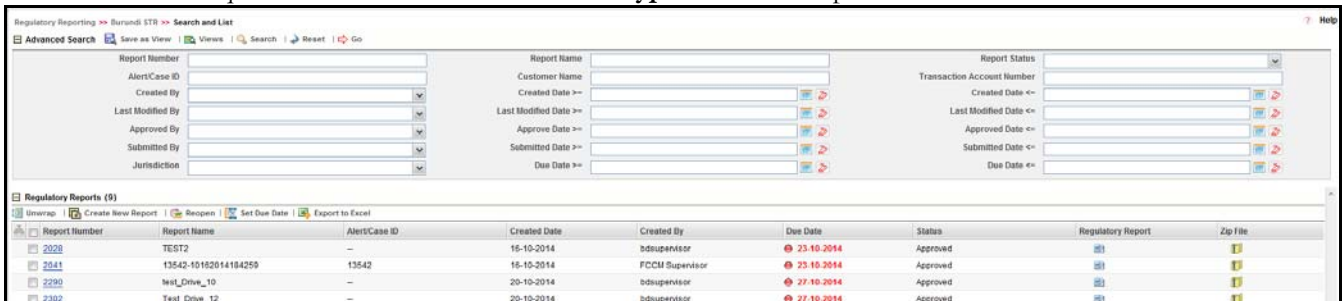 Regulatory Reporting >> Burundi STR >> Search and List
? Help
Advanced Search Save as View | Views | Search | Reset | Go
Report Number Report Name Report Status
Alert/Case ID Customer Name Transaction Account Number
Created By Created Date >= Created Date <=
Last Modified By Last Modified Date >= Last Modified Date <=
Approved By Approve Date >= Approved Date <=
Submitted By Submitted Date >= Submitted Date <=
Jurisdiction Due Date >= Due Date <=
Regulatory Reports (9)
Unwrap | Create New Report | Reopen | Set Due Date | Export to Excel
Report Number Report Name Alert/Case ID Created Date Created By Due Date Status Regulatory Report Zip File
2028 TEST2 -- 16-10-2014 bdsupervisor 23-10-2014 Approved
2041 13542-10162014184259 13542 16-10-2014 FCCM Supervisor 23-10-2014 Approved
2290 test_Drive_10 -- 20-10-2014 bdsupervisor 27-10-2014 Approved
2302 Test_Drive_12 -- 20-10-2014 bdsupervisor 27-10-2014 Approved